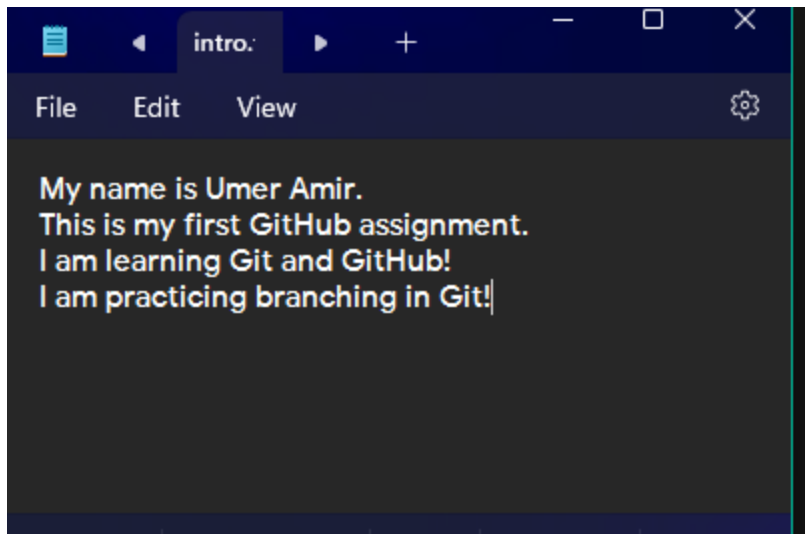 intro.
File Edit View
My name is Umer Amir.
This is my first GitHub assignment.
I am learning Git and GitHub!
I am practicing branching in Git!